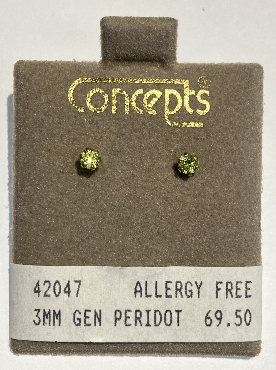 Concepts
42047 ALLERGY FREE
3MM GEN PERIDOT 69.50